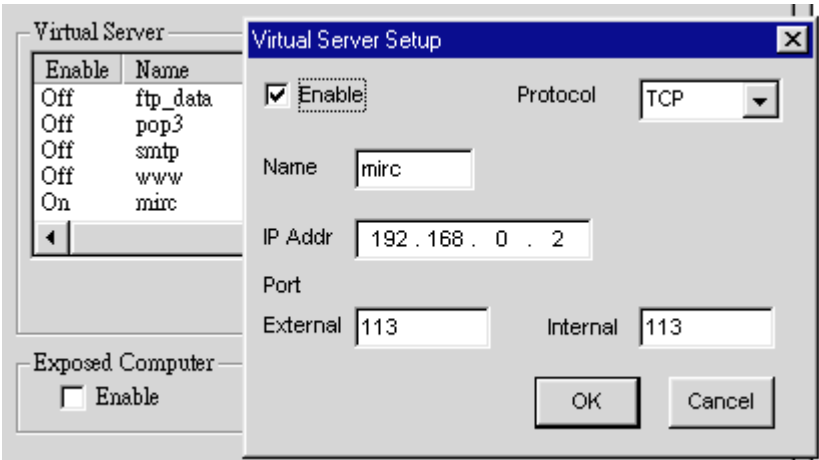 Virtual Server
Enable Name
Off ftp_data
Off pop3
Off smtp
Off www
On mirc
Exposed Computer
Enable
Virtual Server Setup
Enable Protocol TCP
Name mirc
IP Addr 192 . 168 . 0 . 2
Port
External 113 Internal 113
OK Cancel